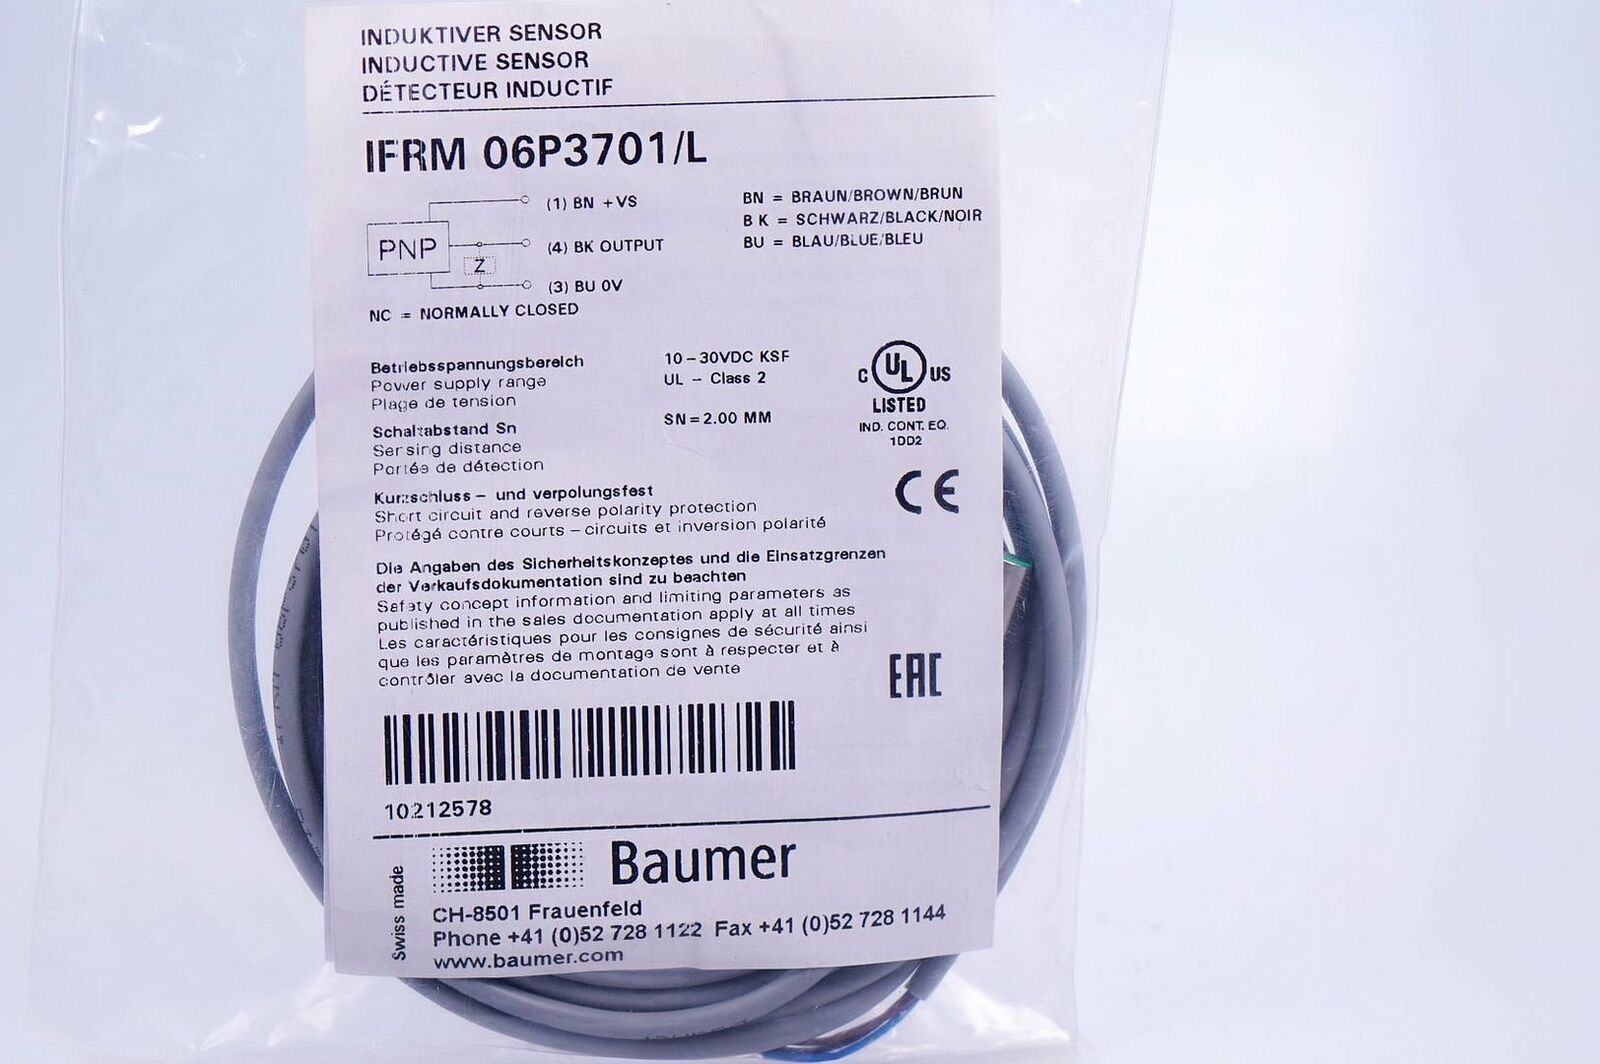 INDUKTIVER SENSOR
INDUCTIVE SENSOR
DÉTECTEUR INDUCTIF
IFRM 06P3701/L
(1) BN +VS
PNP
(4) BK OUTPUT
Z
(3) BU 0V
NC = NORMALLY CLOSED
BN = BRAUN/BROWN/BRUN
BK = SCHWARZ/BLACK/NOIR
BU = BLAU/BLUE/BLEU
Betriebsspannungsbereich
Power supply range
Plage de tension
10-30VDC KSF
UL - Class 2
Schaltabstand Sn
Sensing distance
Portée de détection
SN=2.00 MM
C UL US
LISTED
IND. CONT. EQ.
1DD2
CE
Kurzschluss- und verpolungsfest
Short circuit and reverse polarity protection
Protégé contre courts-circuits et inversion polarité
Die Angaben des Sicherheitskonzeptes und die Einsatzgrenzen
der Verkaufsdokumentation sind zu beachten
Safety concept information and limiting parameters as
published in the sales documentation apply at all times
Les caractéristiques pour les consignes de sécurité ainsi
que les paramètres de montage sont à respecter et à
contrôler avec la documentation de vente
EAC
10212578
Swiss made
Baumer
CH-8501 Frauenfeld
Phone +41 (0)52 728 1122 Fax +41 (0)52 728 1144
www.baumer.com